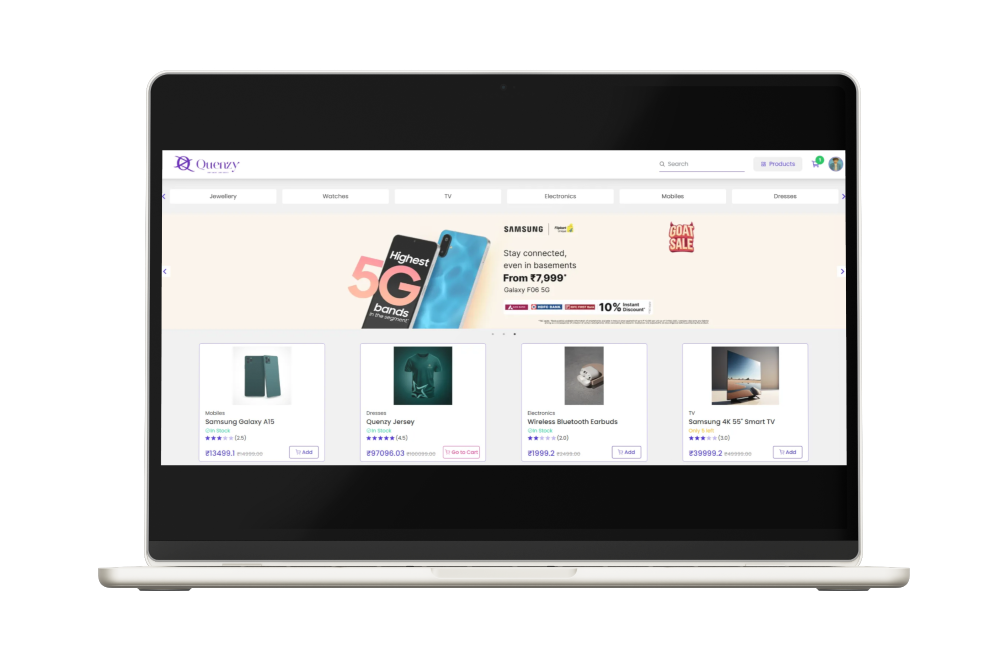 Quenzy
Search
Products
1
Jewellery
Watches
TV
Electronics
Mobiles
Dresses
SAMSUNG
Flipkart
GOAT
SALE
5G
Highest
bands
in the segment*
Stay connected,
even in basements
From ₹7,999*
Galaxy F06 5G
HDFC BANK
10% Instant
Discount*
Mobiles
Samsung Galaxy A15
In Stock
(2.5)
₹13499.1 ₹14999.00
Add
Dresses
Quenzy Jersey
In Stock
(4.5)
₹97096.03
Go to Cart
Electronics
Wireless Bluetooth Earbuds
In Stock
(2.0)
₹1999.2 ₹2499.00
Add
TV
Samsung 4K 55" Smart TV
Only 5 left
(3.0)
₹39999.2 ₹49999.00
Add